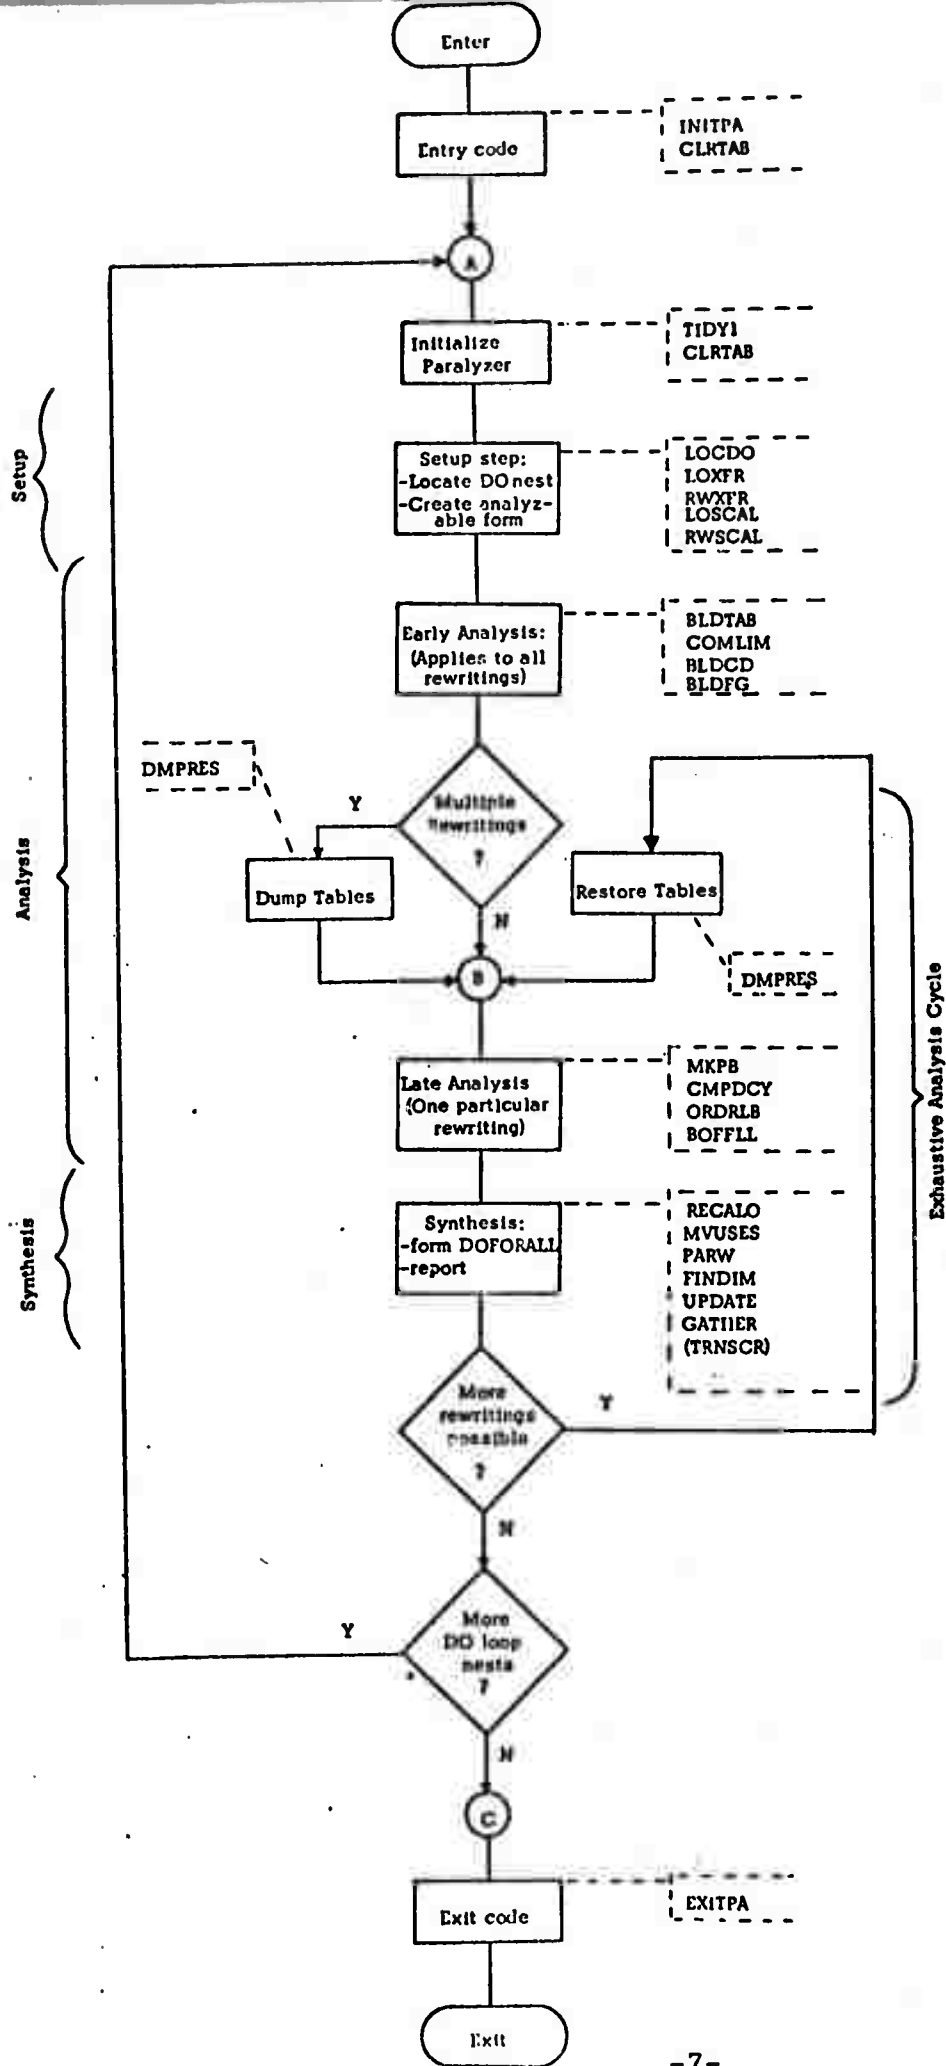 Enter
Entry code
INITPA
CLRTAB
A
Initialize
Paralyzer
TIDY1
CLRTAB
Setup
Setup step:
-Locate DO nest
-Create analyz-
able form
LOCDO
LOXFR
RWXFR
LOSCAL
RWSCAL
Early Analysis:
(Applies to all
rewritings)
BLDTAB
COMLIM
BLDCD
BLDFG
Analysis
DMPRES
Y
Multiple
Rewritings
?
N
Dump Tables
Restore Tables
B
DMPRES
Exhaustive Analysis Cycle
Late Analysis
(One particular
rewriting)
MKPB
CMPDCY
ORDRLB
BOFFLL
Synthesis
Synthesis:
-form DOFORALL
-report
RECALO
MVUSES
PARW
FINDIM
UPDATE
GATHER
(TRNSCR)
More
rewritings
possible
?
Y
N
More
DO loop
nests
?
Y
N
C
Exit code
EXITPA
Exit
-7-